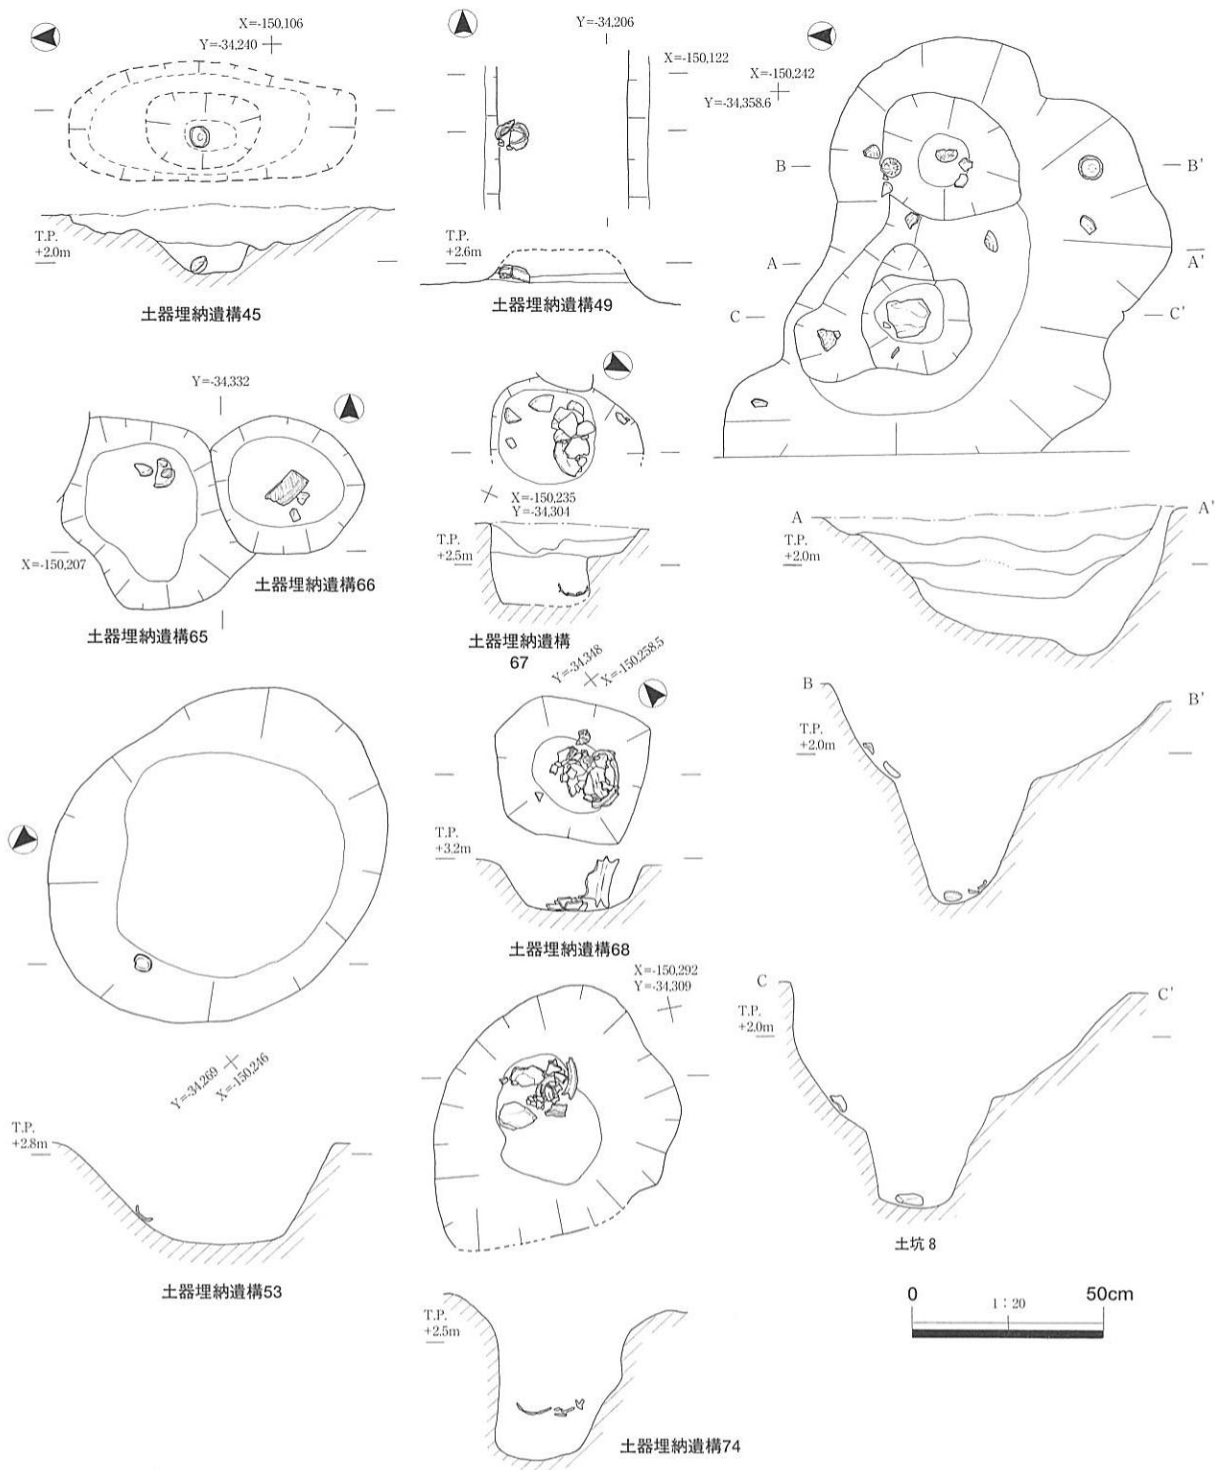 X=-150,106
Y=-34,240
T.P.
+2.0m
土器埋納遺構45
Y=-34,206
X=-150,122
T.P.
+2.6m
土器埋納遺構49
X=-150,242
Y=-34,358.6
B
B'
A
A'
C
C'
Y=-34,332
X=-150,207
土器埋納遺構66
土器埋納遺構65
X=-150,235
Y=-34,304
T.P.
+2.5m
土器埋納遺構
67
A
A'
T.P.
+2.0m
B
B'
T.P.
+2.0m
C
C'
T.P.
+2.0m
土坑8
Y=-34,348
X=-150,258.5
T.P.
+3.2m
土器埋納遺構68
Y=-34,269
X=-150,246
T.P.
+2.8m
土器埋納遺構53
X=-150,292
Y=-34,309
T.P.
+2.5m
土器埋納遺構74
0
1:20
50cm